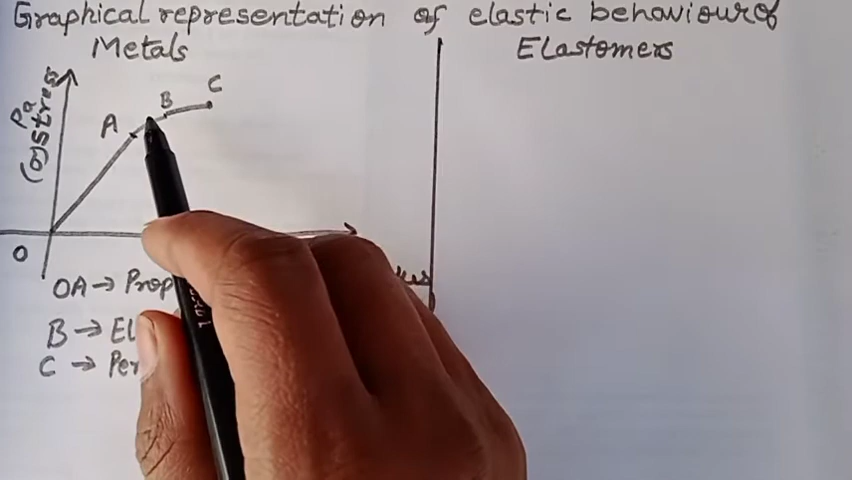 Graphical representation of elastic behaviour of
Metals
Elastomers
C
B
A
Stress
(σ)
Pa
O
OA → Prop
B → El
C → Per